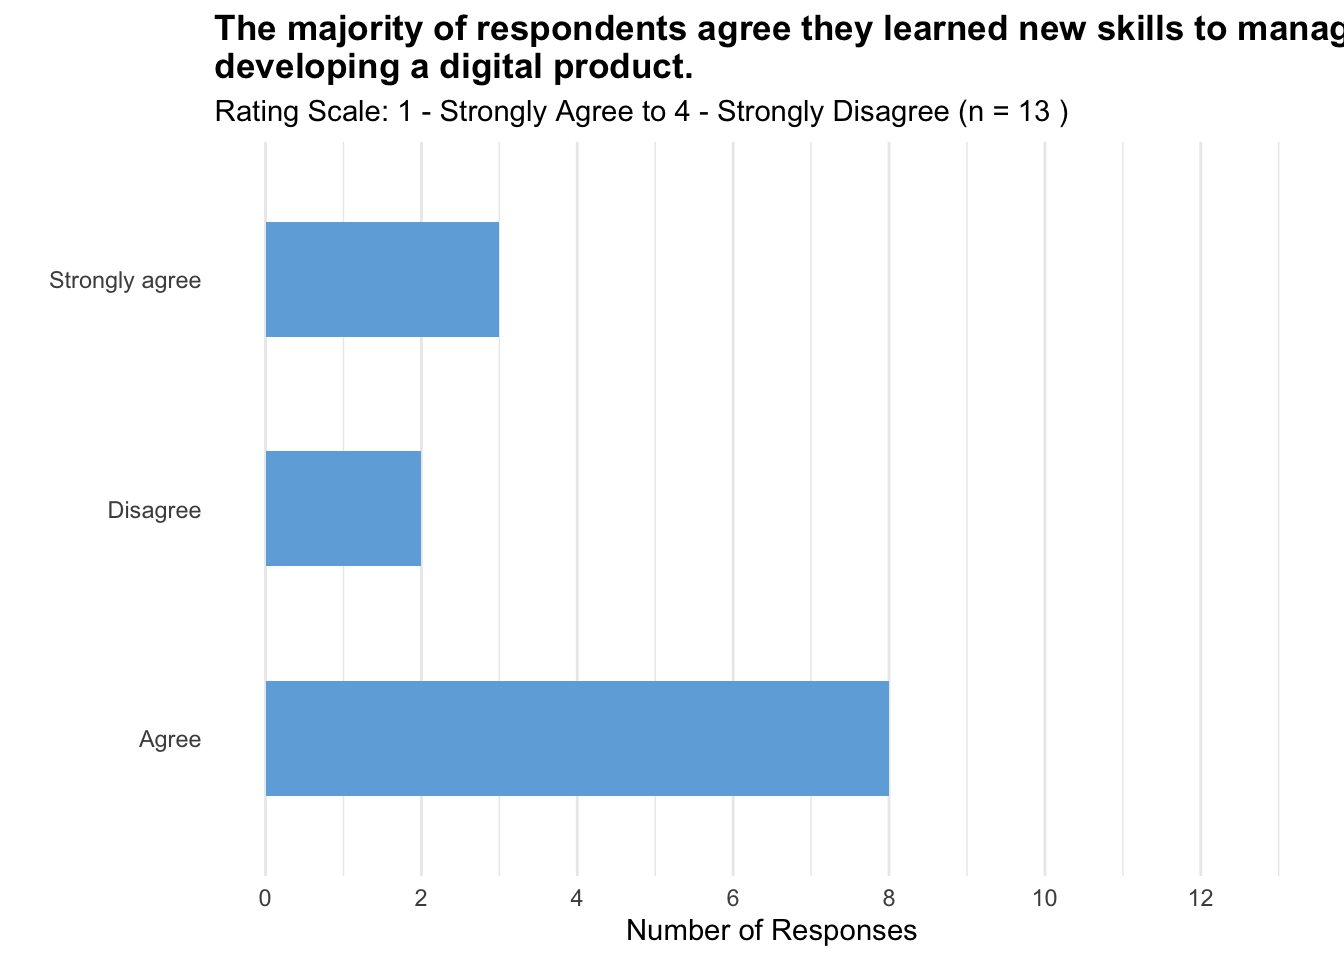 The majority of respondents agree they learned new skills to manag
developing a digital product.
Rating Scale: 1 - Strongly Agree to 4 - Strongly Disagree (n = 13 )
Strongly agree
Disagree
Agree
0 2 4 6 8 10 12
Number of Responses